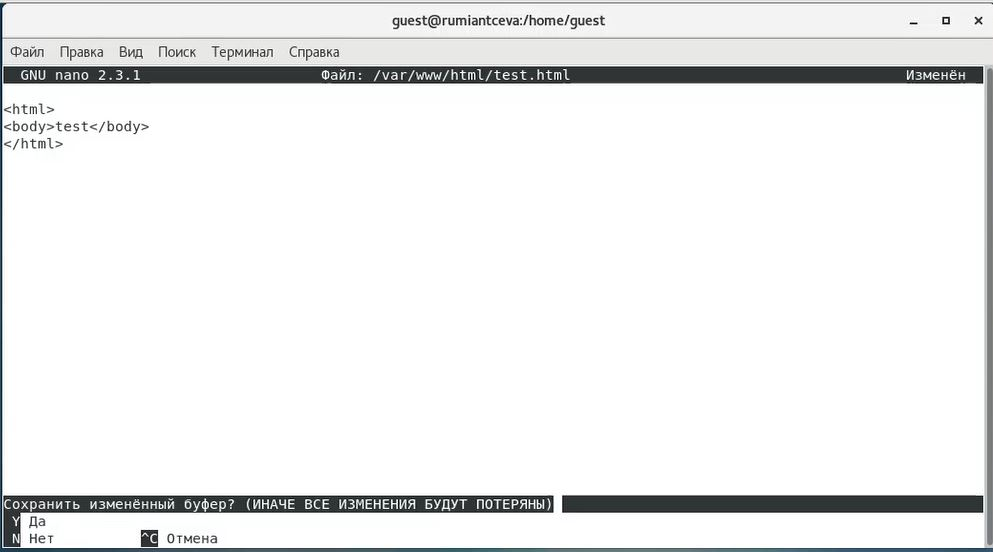 guest@rumiantceva:/home/guest
Файл Правка Вид Поиск Терминал Справка
GNU nano 2.3.1 Файл: /var/www/html/test.html Изменён
<html>
<body>test</body>
</html>
Сохранить изменённый буфер? (ИНАЧЕ ВСЕ ИЗМЕНЕНИЯ БУДУТ ПОТЕРЯНЫ)
Y Да
N Нет ^C Отмена